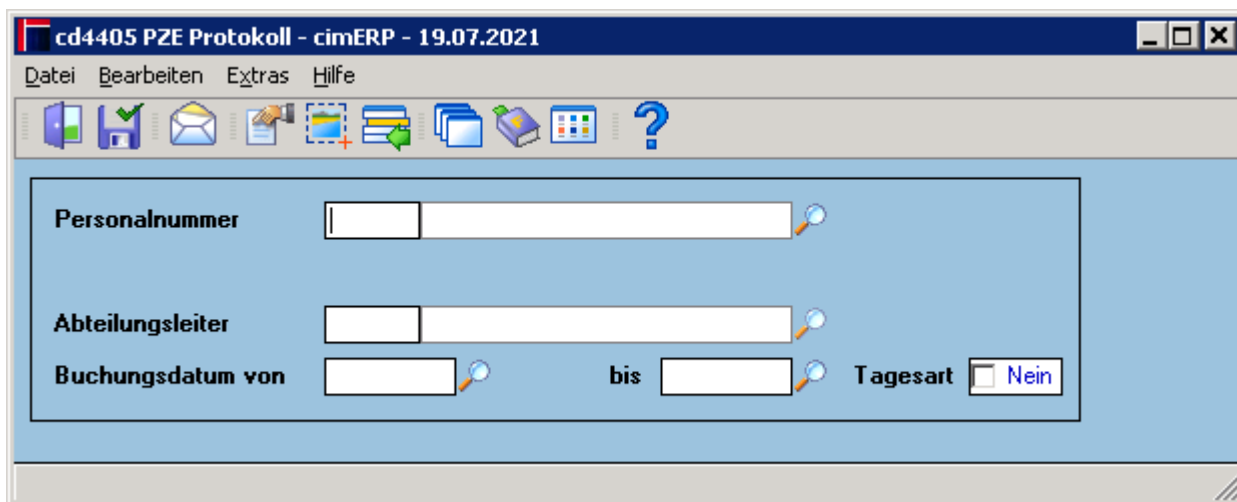 cd4405 PZE Protokoll - cimERP - 19.07.2021
Datei Bearbeiten Extras Hilfe
Personalnummer
Abteilungsleiter
Buchungsdatum von bis Tagesart Nein